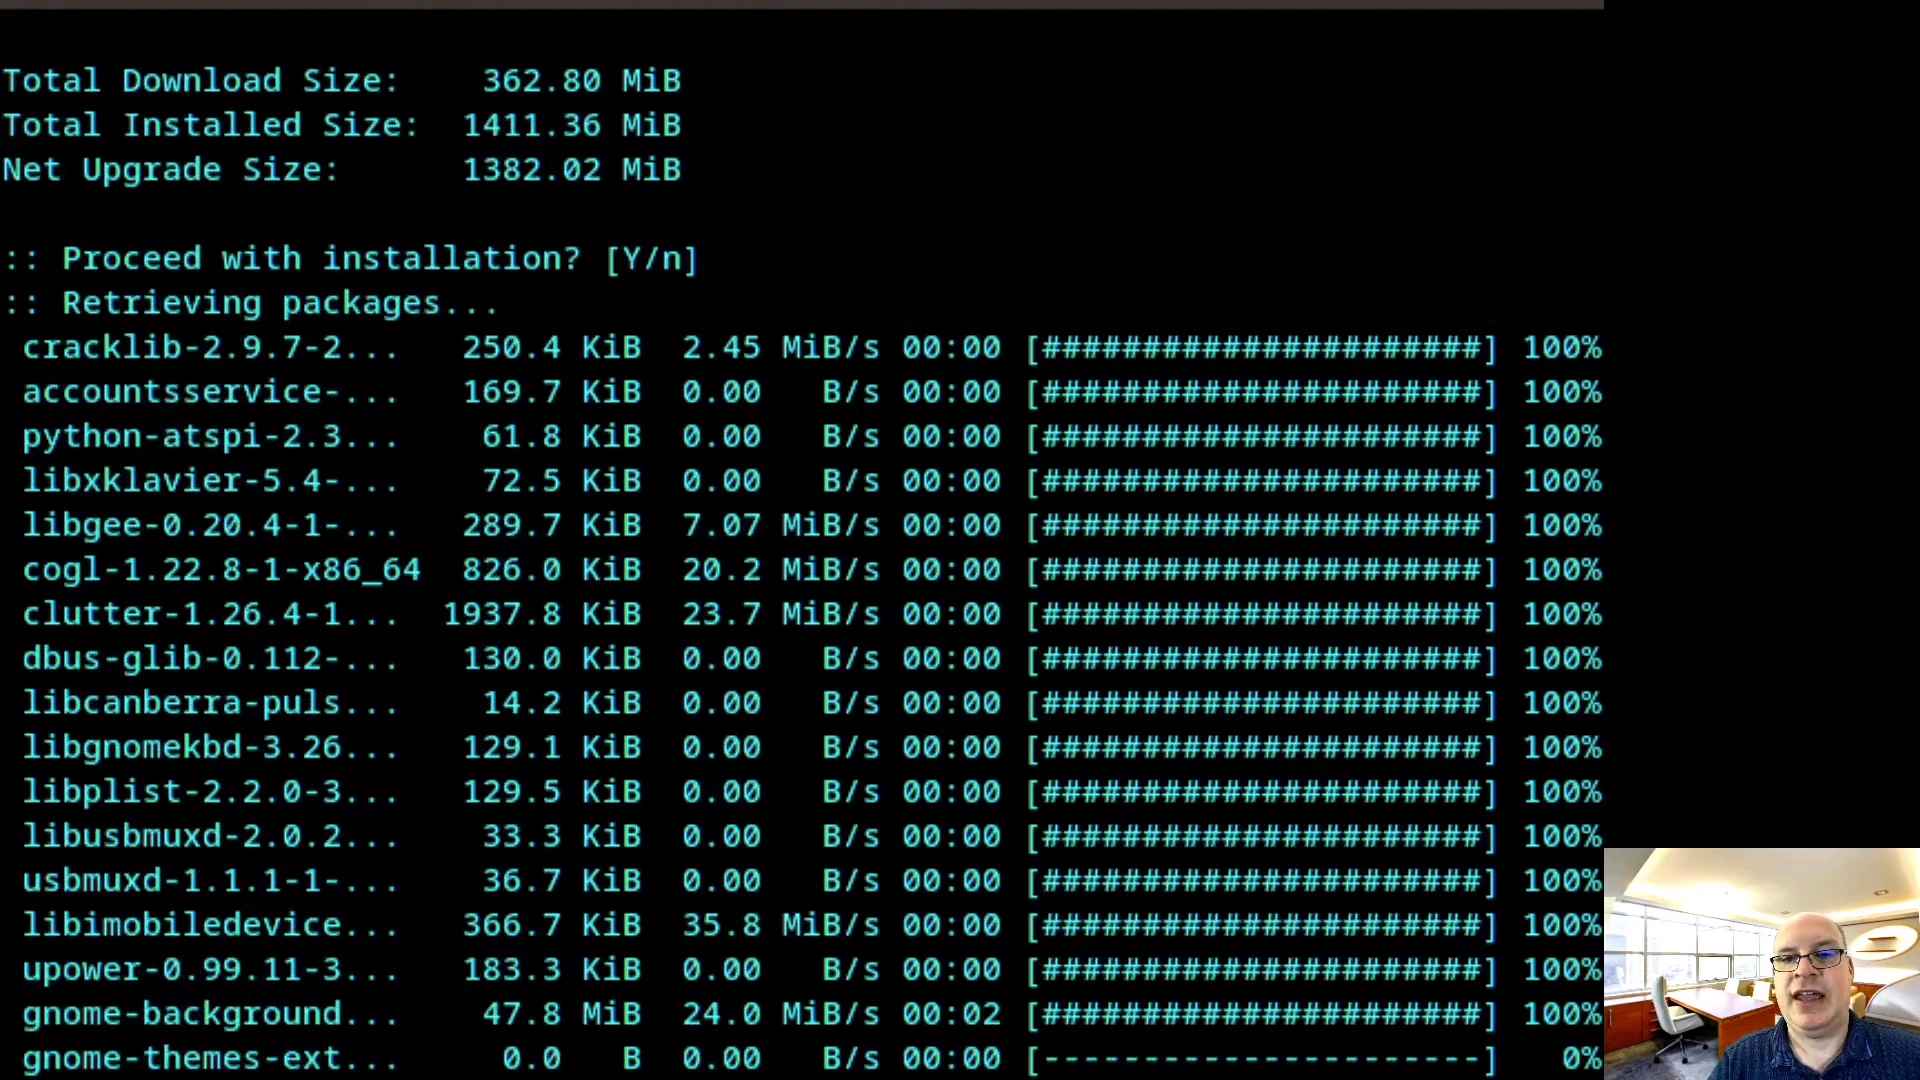 Total Download Size:    362.80 MiB
Total Installed Size:  1411.36 MiB
Net Upgrade Size:      1382.02 MiB
:: Proceed with installation? [Y/n]
:: Retrieving packages...
cracklib-2.9.7-2...   250.4 KiB  2.45 MiB/s 00:00 [######################] 100%
accountsservice-...   169.7 KiB  0.00   B/s 00:00 [######################] 100%
python-atspi-2.3...    61.8 KiB  0.00   B/s 00:00 [######################] 100%
libxklavier-5.4-...    72.5 KiB  0.00   B/s 00:00 [######################] 100%
libgee-0.20.4-1-...   289.7 KiB  7.07 MiB/s 00:00 [######################] 100%
cogl-1.22.8-1-x86_64  826.0 KiB  20.2 MiB/s 00:00 [######################] 100%
clutter-1.26.4-1...  1937.8 KiB  23.7 MiB/s 00:00 [######################] 100%
dbus-glib-0.112-...   130.0 KiB  0.00   B/s 00:00 [######################] 100%
libcanberra-puls...    14.2 KiB  0.00   B/s 00:00 [######################] 100%
libgnomekbd-3.26...   129.1 KiB  0.00   B/s 00:00 [######################] 100%
libplist-2.2.0-3...   129.5 KiB  0.00   B/s 00:00 [######################] 100%
libusbmuxd-2.0.2...    33.3 KiB  0.00   B/s 00:00 [######################] 100%
usbmuxd-1.1.1-1-...    36.7 KiB  0.00   B/s 00:00 [######################] 100%
libimobiledevice...   366.7 KiB  35.8 MiB/s 00:00 [######################] 100%
upower-0.99.11-3...   183.3 KiB  0.00   B/s 00:00 [######################] 100%
gnome-background...    47.8 MiB  24.0 MiB/s 00:02 [######################] 100%
gnome-themes-ext...     0.0   B  0.00   B/s 00:00 [----------------------]   0%